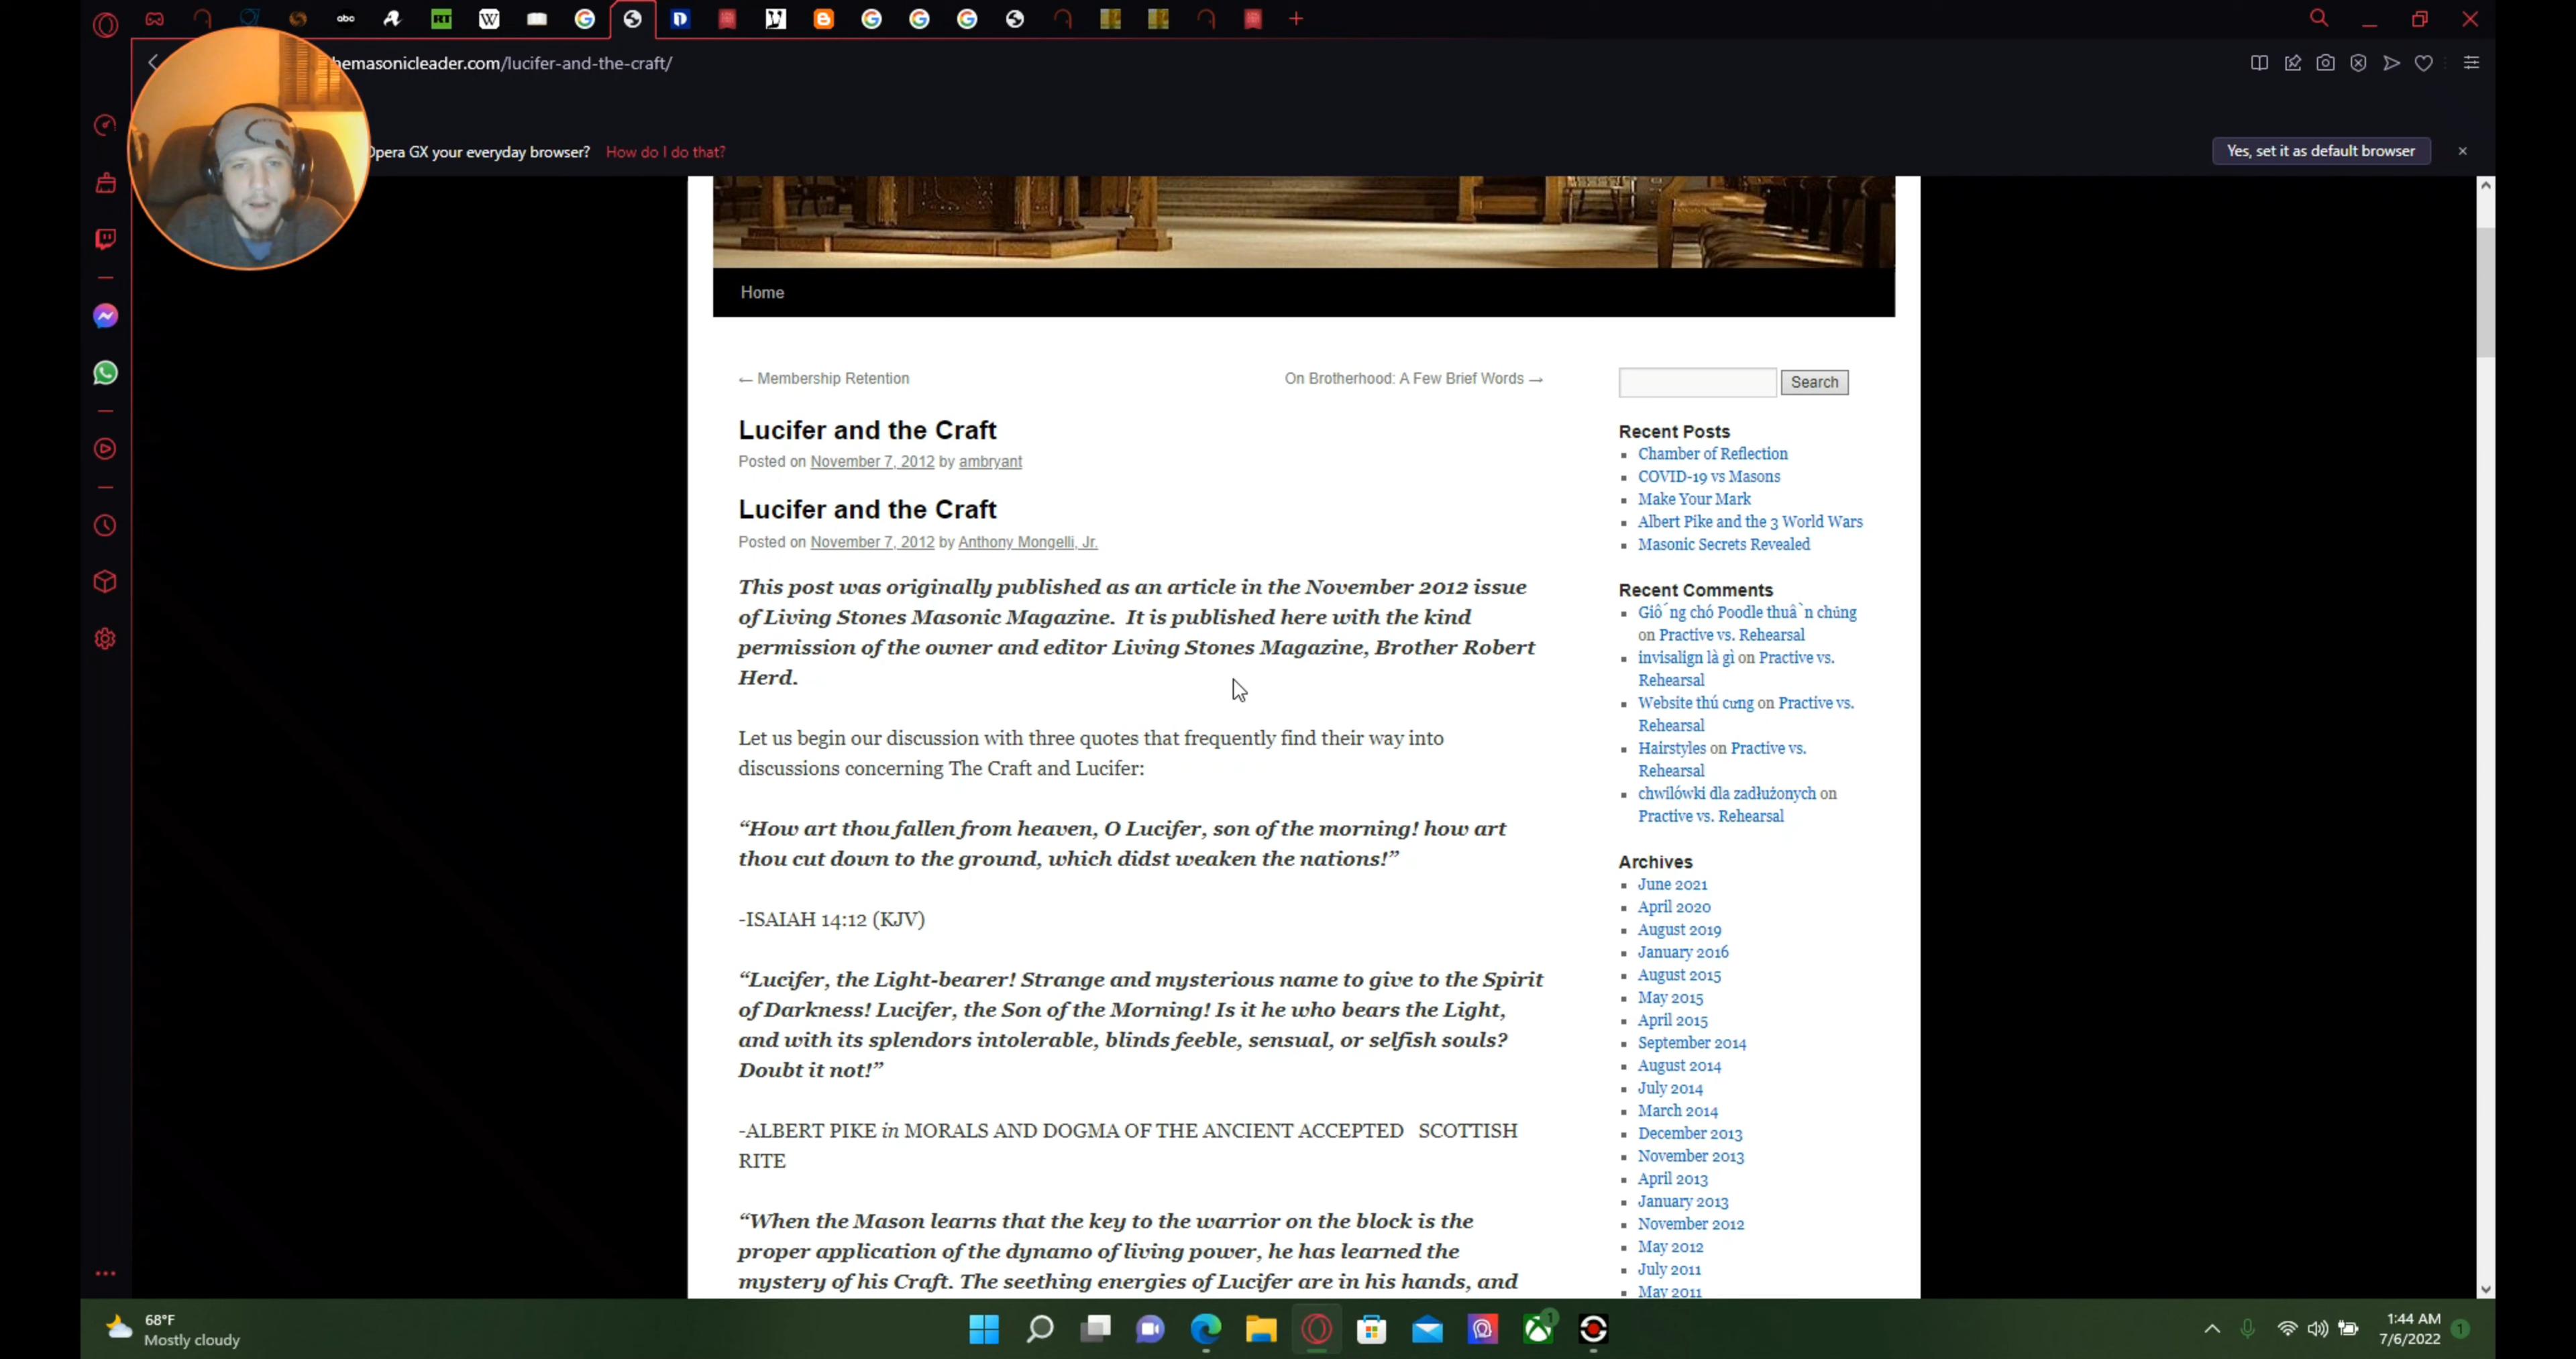 abc
RT
W
hemasonicleader.com/lucifer-and-the-craft/
Opera GX your everyday browser? How do I do that?
Yes, set it as default browser
Home
← Membership Retention
On Brotherhood: A Few Brief Words →
Lucifer and the Craft
Posted on November 7, 2012 by ambryant
Lucifer and the Craft
Posted on November 7, 2012 by Anthony Mongelli, Jr.
This post was originally published as an article in the November 2012 issue
of Living Stones Masonic Magazine.  It is published here with the kind
permission of the owner and editor Living Stones Magazine, Brother Robert
Herd.
Let us begin our discussion with three quotes that frequently find their way into
discussions concerning The Craft and Lucifer:
“How art thou fallen from heaven, O Lucifer, son of the morning! how art
thou cut down to the ground, which didst weaken the nations!”
-ISAIAH 14:12 (KJV)
“Lucifer, the Light-bearer! Strange and mysterious name to give to the Spirit
of Darkness! Lucifer, the Son of the Morning! Is it he who bears the Light,
and with its splendors intolerable, blinds feeble, sensual, or selfish souls?
Doubt it not!”
-ALBERT PIKE in MORALS AND DOGMA OF THE ANCIENT ACCEPTED   SCOTTISH
RITE
“When the Mason learns that the key to the warrior on the block is the
proper application of the dynamo of living power, he has learned the
mystery of his Craft. The seething energies of Lucifer are in his hands, and
Search
Recent Posts
Chamber of Reflection
COVID-19 vs Masons
Make Your Mark
Albert Pike and the 3 World Wars
Masonic Secrets Revealed
Recent Comments
Giống chó Poodle thuần chủng
on Practive vs. Rehearsal
invisalign là gì on Practive vs.
Rehearsal
Website thú cưng on Practive vs.
Rehearsal
Hairstyles on Practive vs.
Rehearsal
chwilówki dla zadłużonych on
Practive vs. Rehearsal
Archives
June 2021
April 2020
August 2019
January 2016
August 2015
May 2015
April 2015
September 2014
August 2014
July 2014
March 2014
December 2013
November 2013
April 2013
January 2013
November 2012
May 2012
July 2011
May 2011
68°F
Mostly cloudy
1
1:44 AM
7/6/2022
1